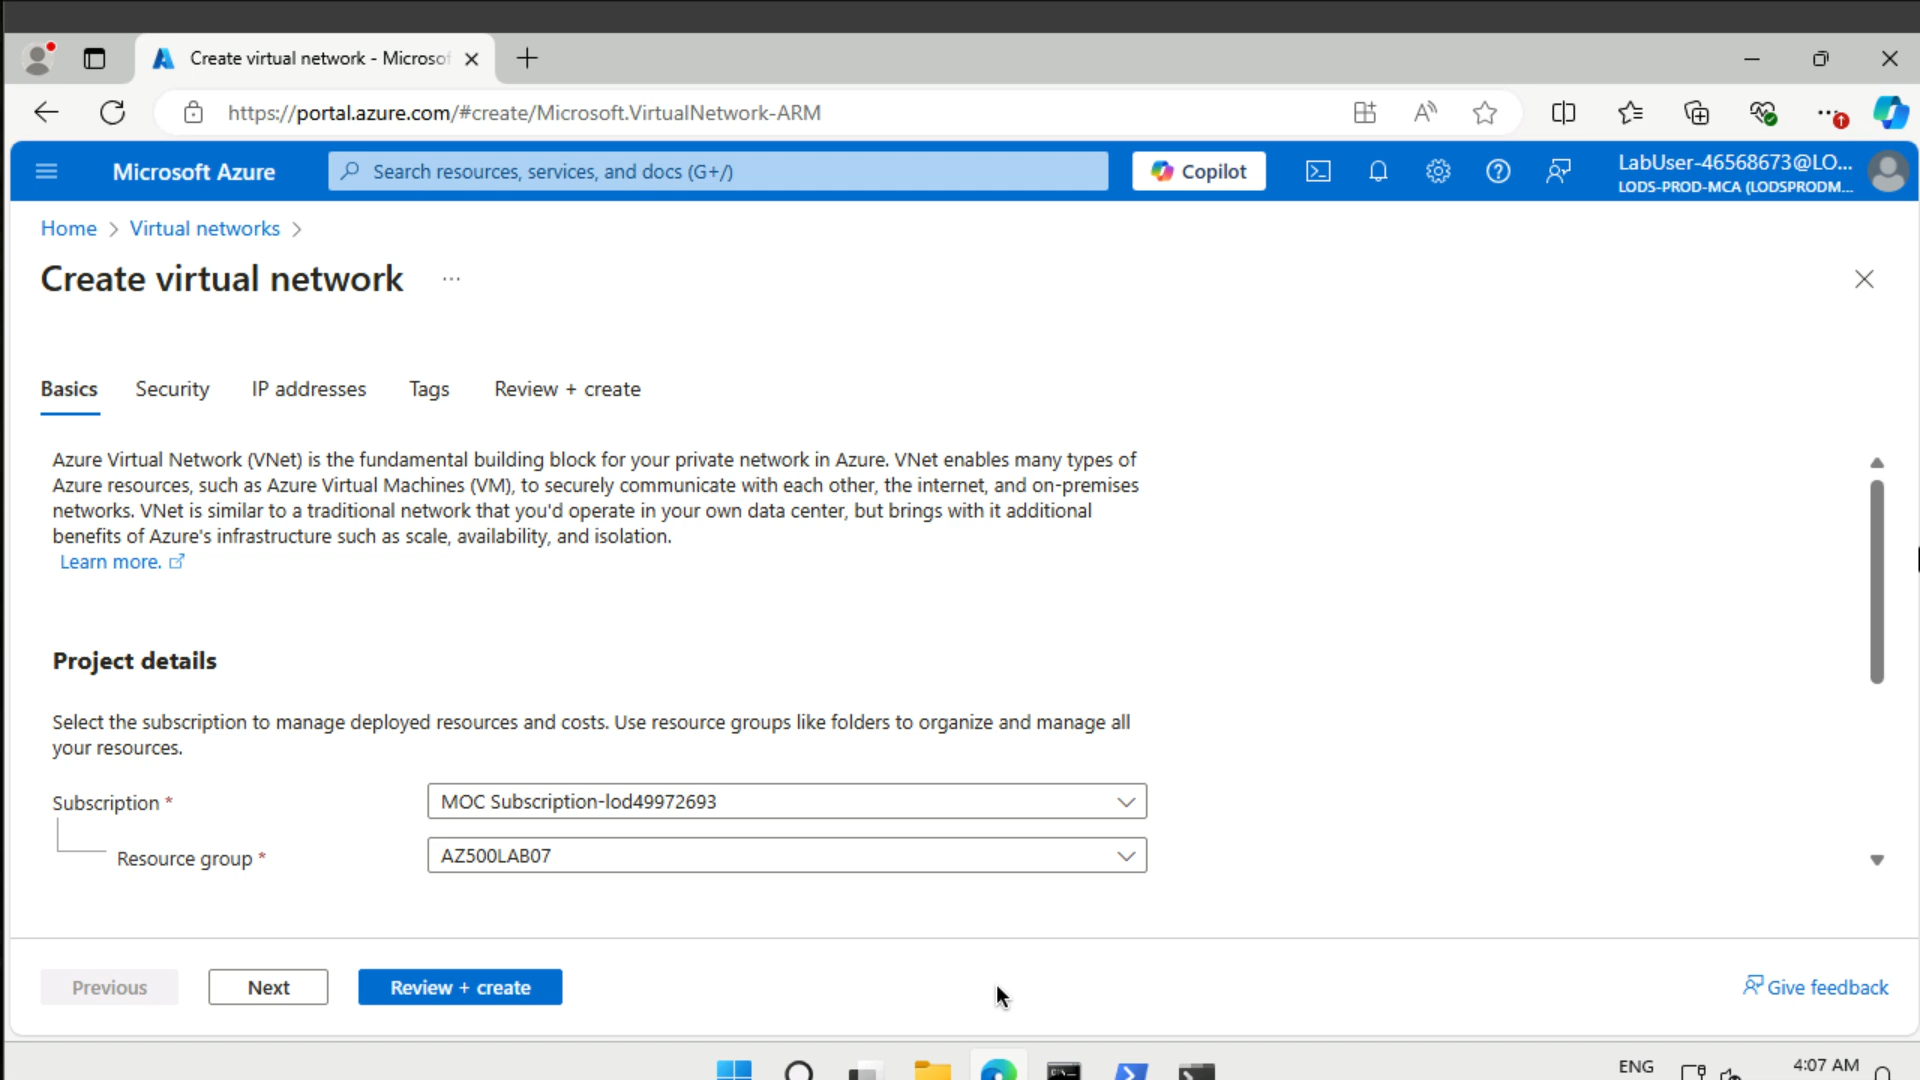 Create virtual network - Microsof
https://portal.azure.com/#create/Microsoft.VirtualNetwork-ARM
Microsoft Azure
Search resources, services, and docs (G+/)
Copilot
LabUser-46568673@LO...
LODS-PROD-MCA (LODSPRODM...
Home > Virtual networks >
Create virtual network ...
Basics Security IP addresses Tags Review + create
Azure Virtual Network (VNet) is the fundamental building block for your private network in Azure. VNet enables many types of
Azure resources, such as Azure Virtual Machines (VM), to securely communicate with each other, the internet, and on-premises
networks. VNet is similar to a traditional network that you'd operate in your own data center, but brings with it additional
benefits of Azure's infrastructure such as scale, availability, and isolation.
Learn more.
Project details
Select the subscription to manage deployed resources and costs. Use resource groups like folders to organize and manage all
your resources.
Subscription * MOC Subscription-lod49972693
Resource group * AZ500LAB07
Previous Next Review + create Give feedback
ENG 4:07 AM